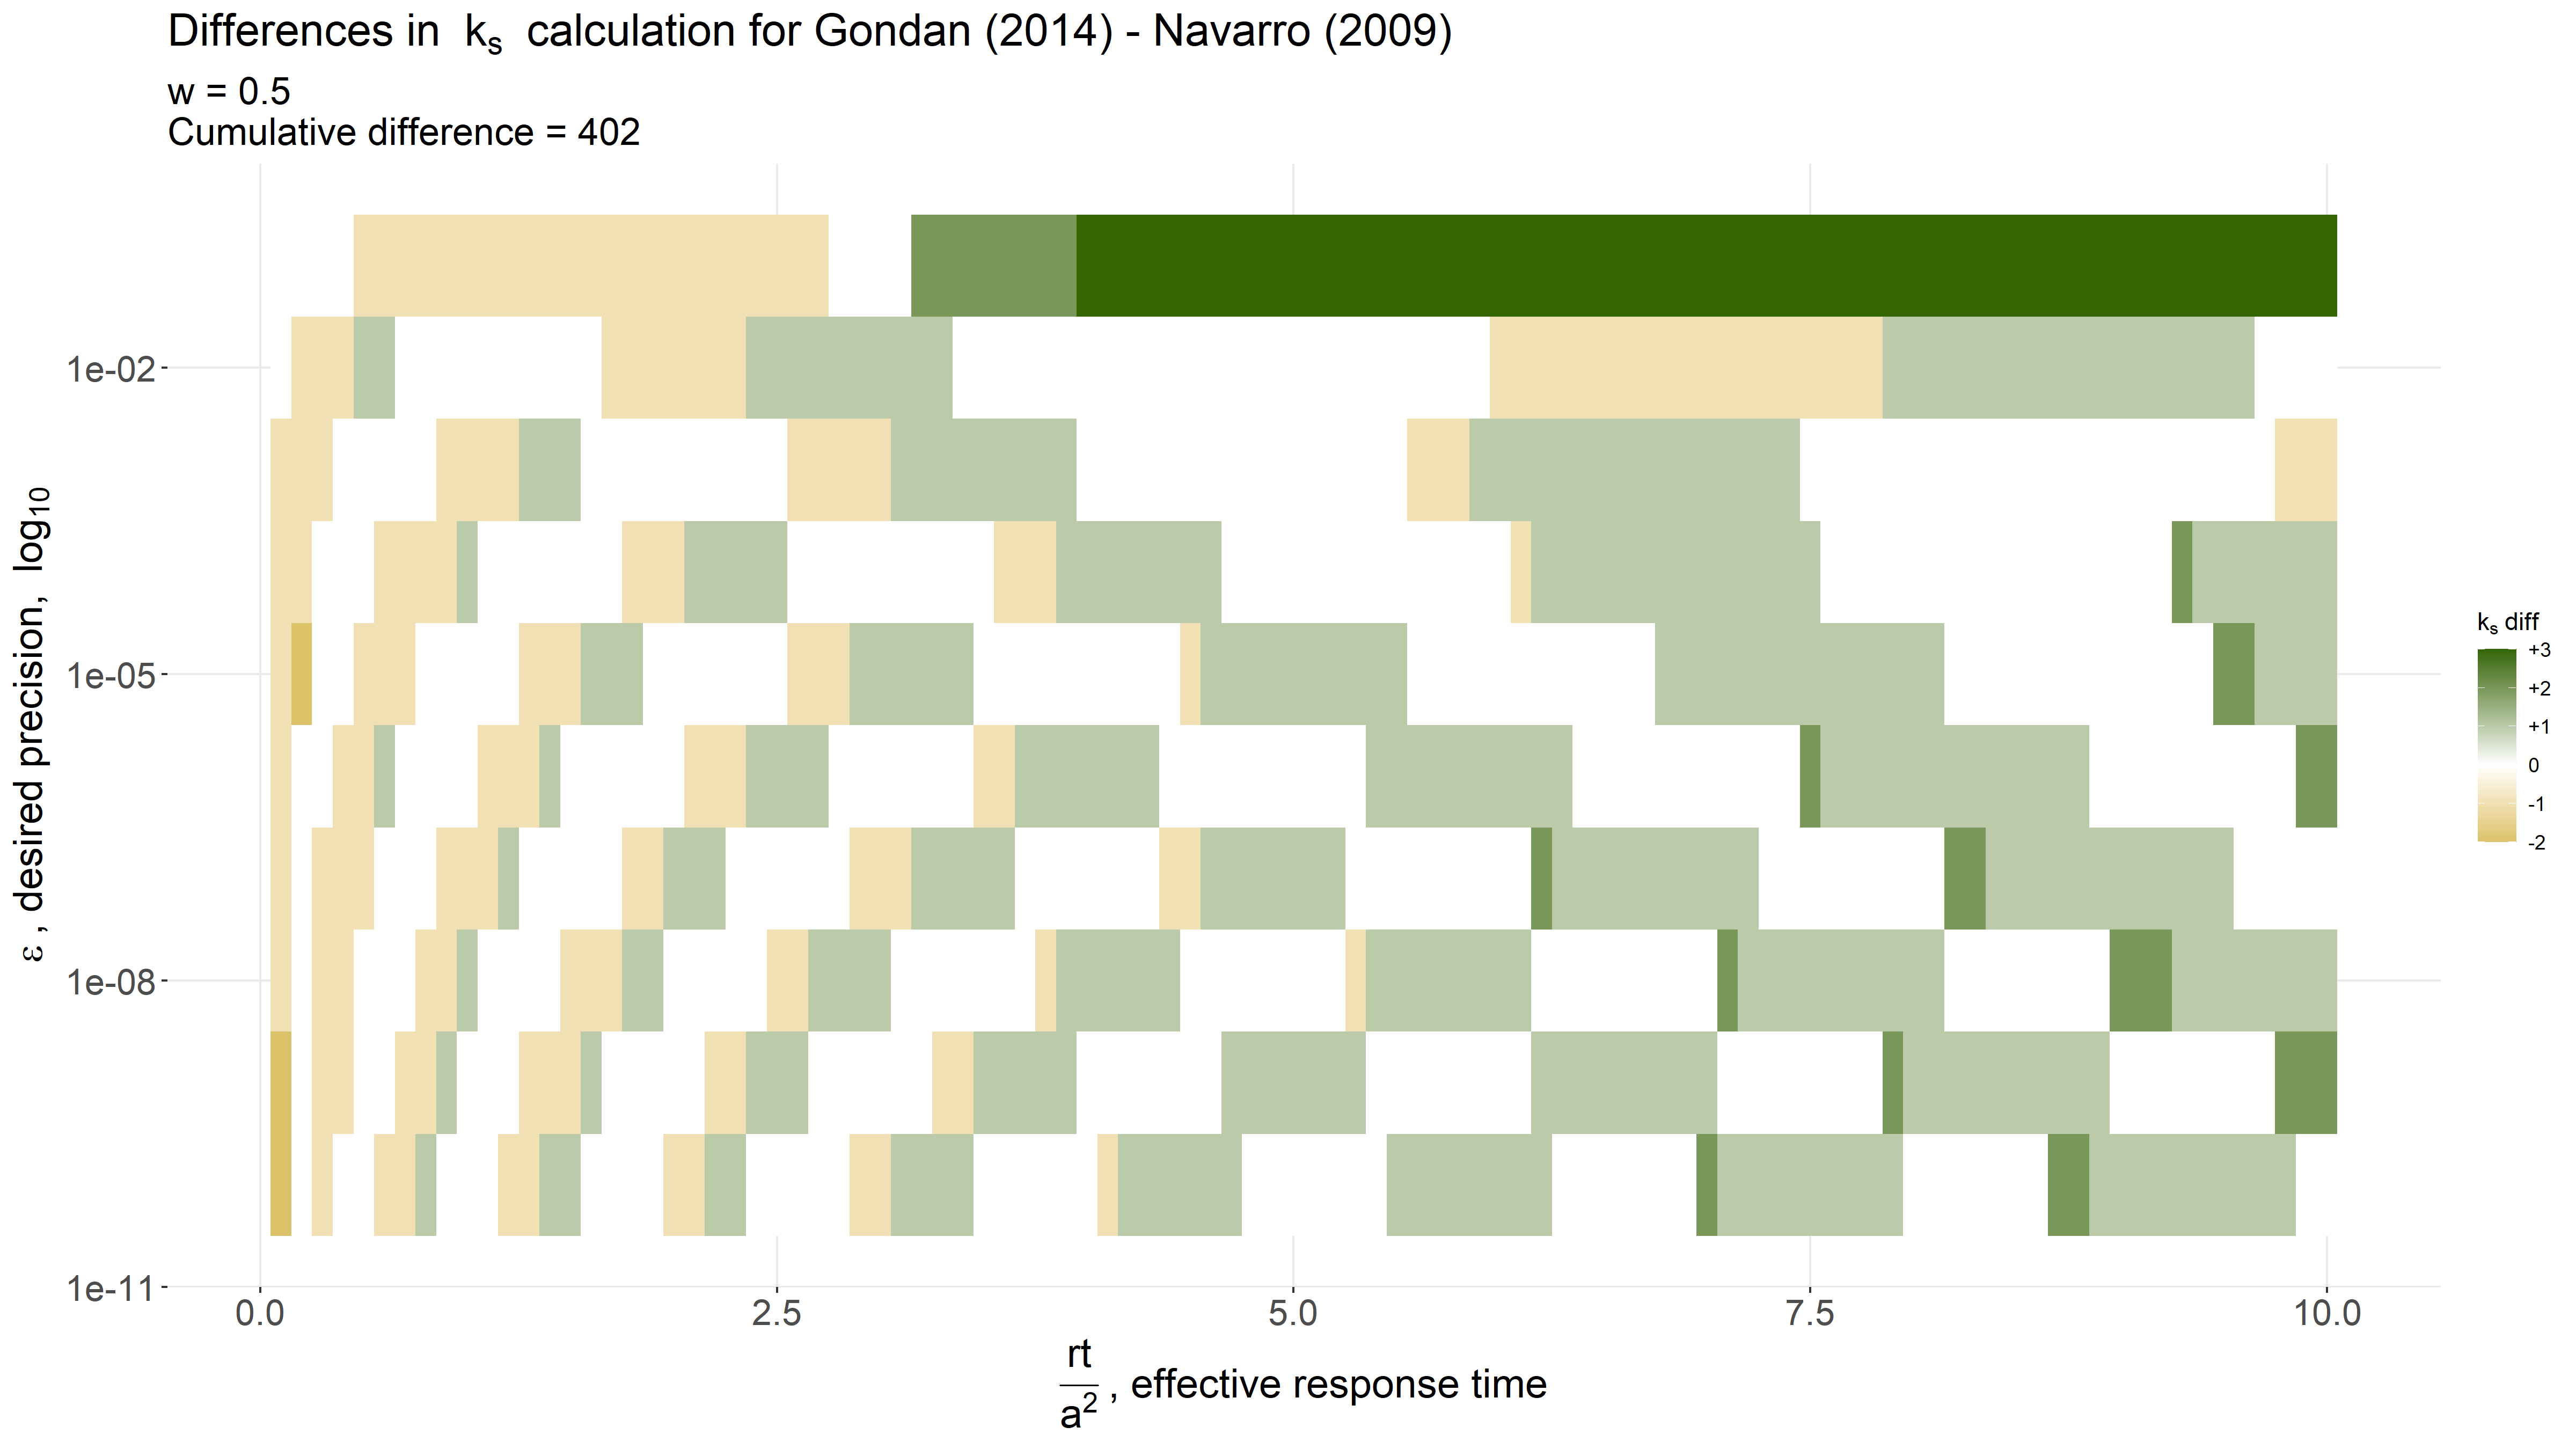 Differences in kₛ calculation for Gondan (2014) - Navarro (2009)
w = 0.5
Cumulative difference = 402
ε , desired precision, log₁₀
1e-02
1e-05
1e-08
1e-11
0.0 2.5 5.0 7.5 10.0
rt
a² , effective response time
kₛ diff
+3
+2
+1
0
-1
-2